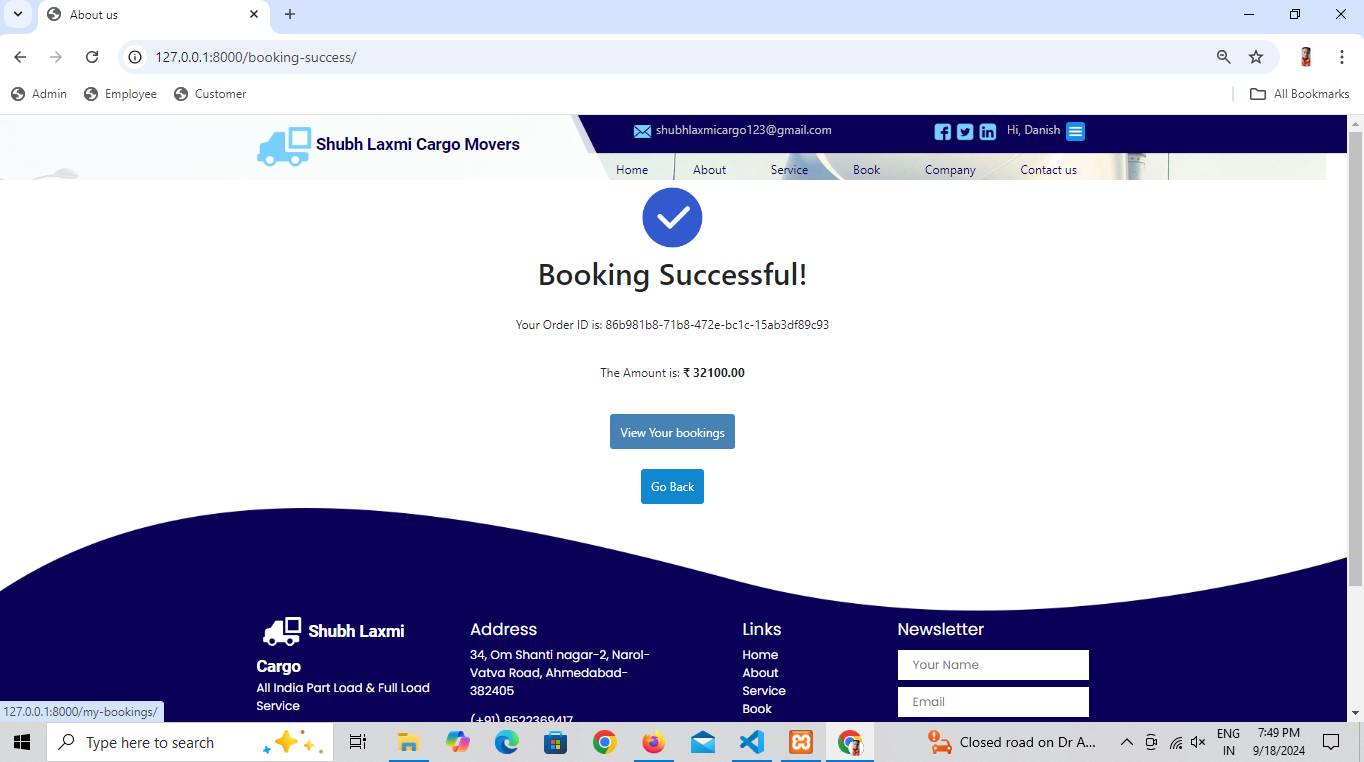 About us
127.0.0.1:8000/booking-success/
Admin Employee Customer All Bookmarks
Shubh Laxmi Cargo Movers
shubhlaxmicargo123@gmail.com Hi, Danish
Home About Service Book Company Contact us
Booking Successful!
Your Order ID is: 86b981b8-71b8-472e-bc1c-15ab3df89c93
The Amount is: ₹ 32100.00
View Your bookings
Go Back
Shubh Laxmi
Cargo
All India Part Load & Full Load
Service
Address
34, Om Shanti nagar-2, Narol-
Vatva Road, Ahmedabad-
382405
(+91) 8522369417
Links
Home
About
Service
Book
Newsletter
Your Name
Email
127.0.0.1:8000/my-bookings/
Type here to search
Closed road on Dr A...
ENG
IN
7:49 PM
9/18/2024